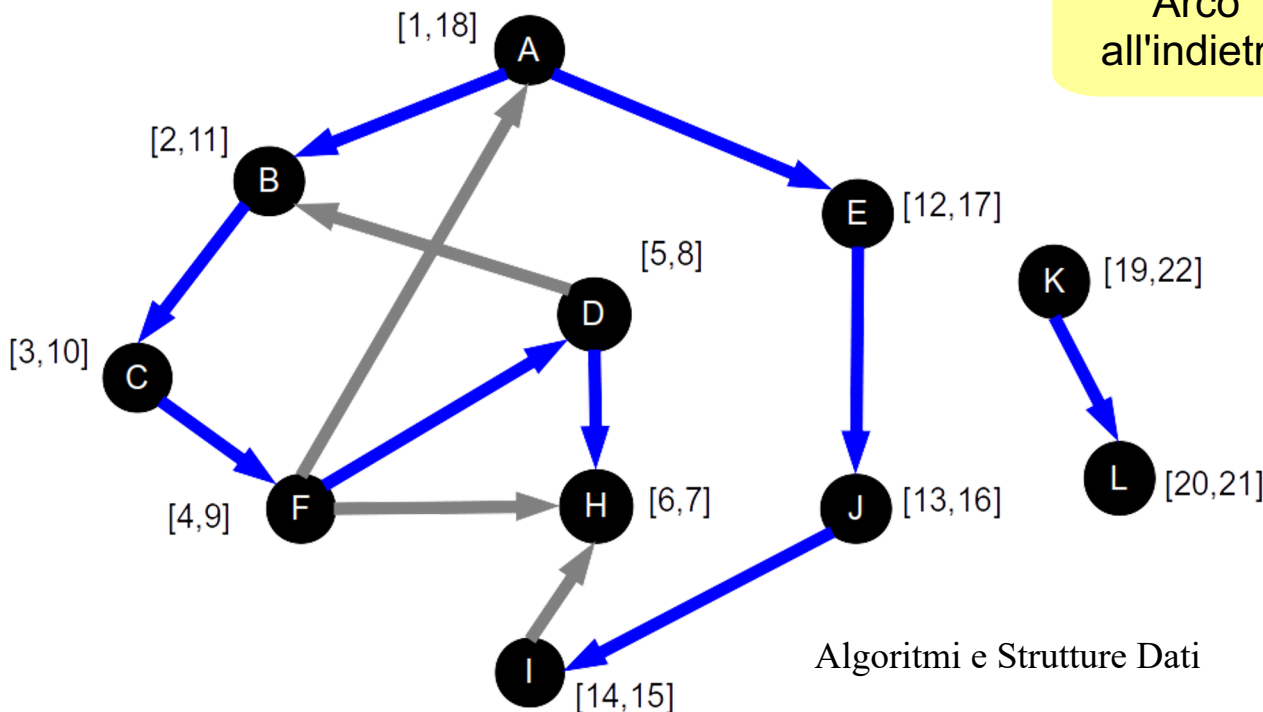 Arco
[1,18]
A
[2,11]
B
E
[12,17]
[5,8]
K
[19,22]
D
[3,10]
C
L
[20,21]
[4,9]
F
H
[6,7]
J
[13,16]
I
[14,15]
Algoritmi e Strutture Dati